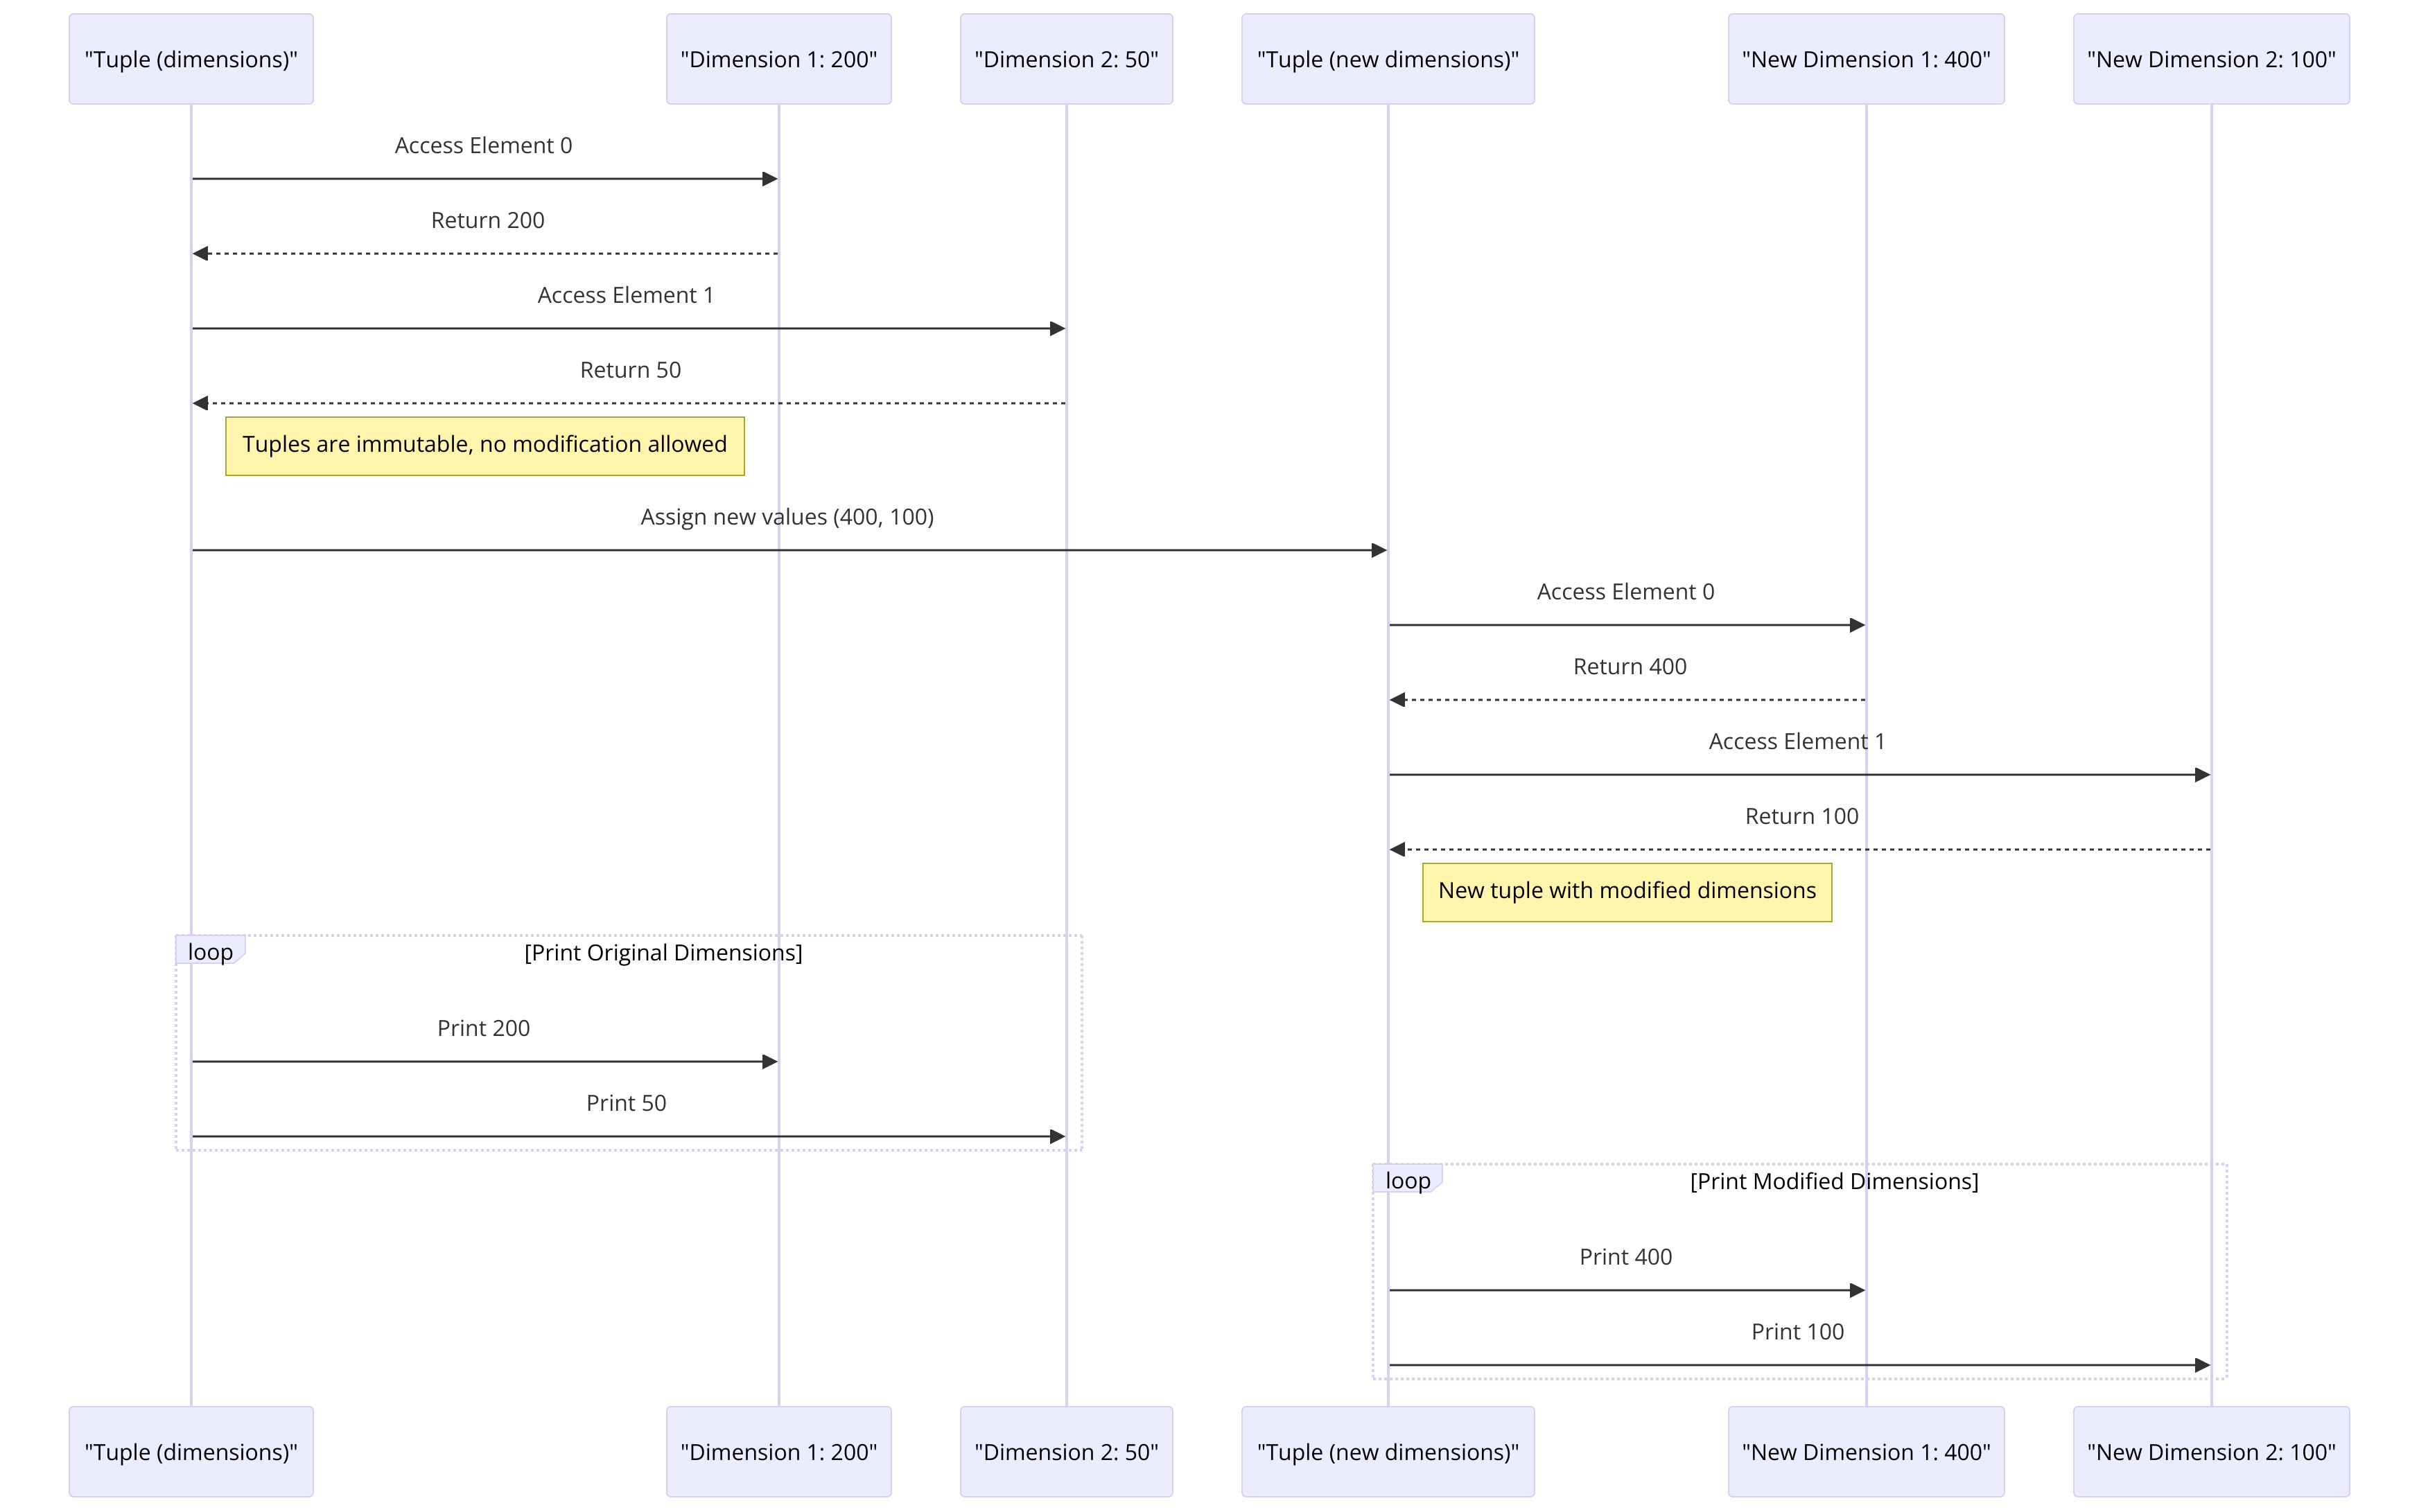 "Tuple (dimensions)"
"Dimension 1: 200"
"Dimension 2: 50"
"Tuple (new dimensions)"
"New Dimension 1: 400"
"New Dimension 2: 100"
Access Element 0
Return 200
Access Element 1
Return 50
Tuples are immutable, no modification allowed
Assign new values (400, 100)
Access Element 0
Return 400
Access Element 1
Return 100
New tuple with modified dimensions
loop
[Print Original Dimensions]
Print 200
Print 50
loop
[Print Modified Dimensions]
Print 400
Print 100
"Tuple (dimensions)"
"Dimension 1: 200"
"Dimension 2: 50"
"Tuple (new dimensions)"
"New Dimension 1: 400"
"New Dimension 2: 100"